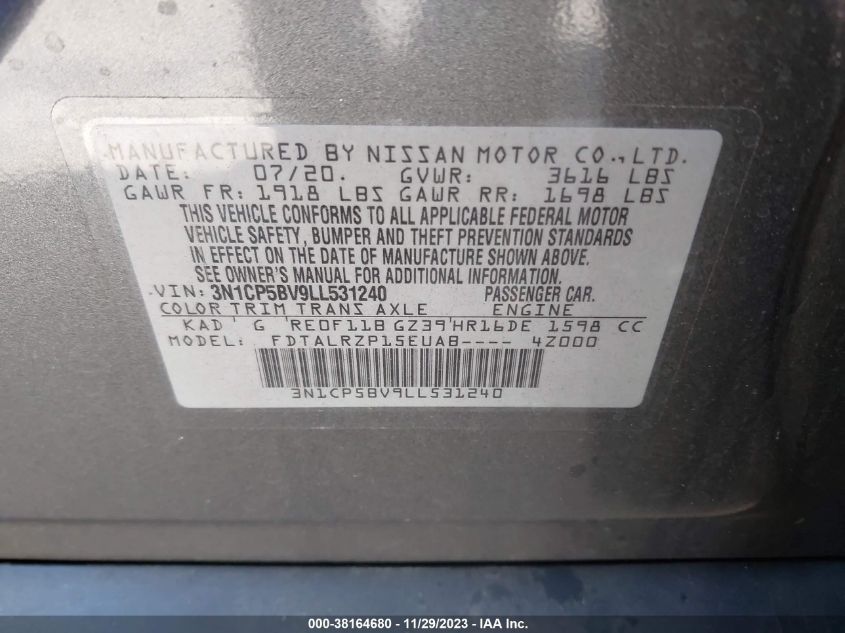 MANUFACTURED BY NISSAN MOTOR CO.,LTD.
DATE: 07/20. GVWR: 3616 LBS
GAWR FR: 1918 LBS GAWR RR: 1698 LBS
THIS VEHICLE CONFORMS TO ALL APPLICABLE FEDERAL MOTOR
VEHICLE SAFETY, BUMPER AND THEFT PREVENTION STANDARDS
IN EFFECT ON THE DATE OF MANUFACTURE SHOWN ABOVE.
SEE OWNER'S MANUAL FOR ADDITIONAL INFORMATION.
VIN: 3N1CP5BV9LL531240 PASSENGER CAR.
COLOR TRIM TRANS AXLE ENGINE
KAD G RE0F11B GZ39 HR16DE 1598 CC
MODEL: FDTALRZP15EUAB---- 4Z000
3N1CP5BV9LL531240
000-38164680 - 11/29/2023 - IAA Inc.